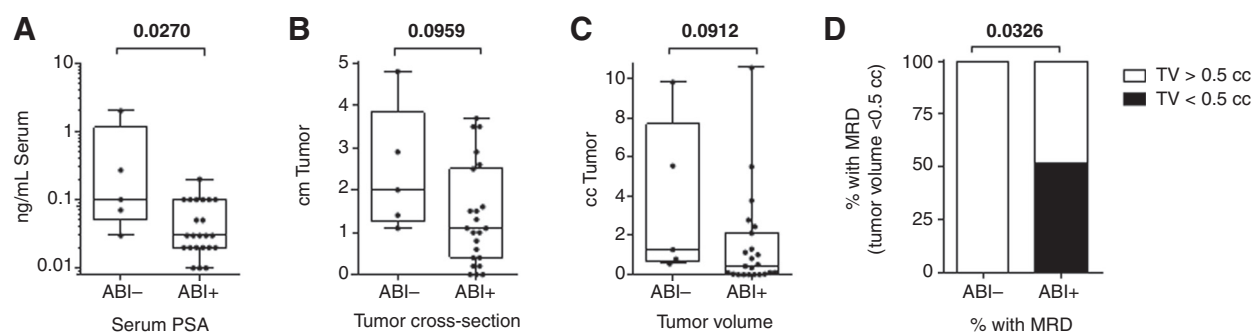 A
0.0270
ng/mL Serum
10
1
0.1
0.01
ABI–
ABI+
Serum PSA
B
0.0959
cm Tumor
5
4
3
2
1
0
ABI–
ABI+
Tumor cross-section
C
0.0912
cc Tumor
10
8
6
4
2
0
ABI–
ABI+
Tumor volume
D
0.0326
% with MRD
(tumor volume <0.5 cc)
100
75
50
25
0
ABI–
ABI+
% with MRD
TV > 0.5 cc
TV < 0.5 cc